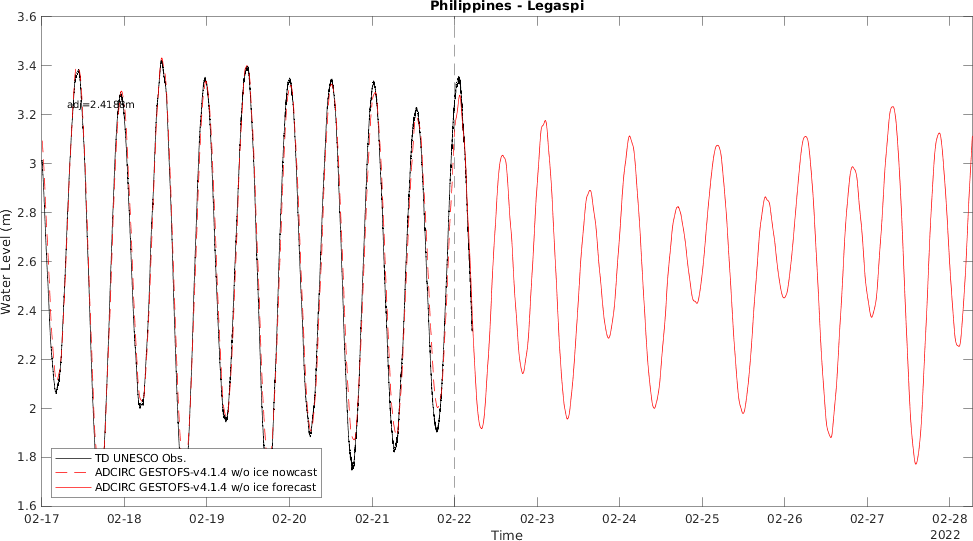 Philippines - Legaspi
3.6
3.4
3.2
3
2.8
2.6
2.4
2.2
2
1.8
1.6
Water Level (m)
adj=2.4188m
TD UNESCO Obs.
ADCIRC GESTOFS-v4.1.4 w/o ice nowcast
ADCIRC GESTOFS-v4.1.4 w/o ice forecast
02-17 02-18 02-19 02-20 02-21 02-22 02-23 02-24 02-25 02-26 02-27 02-28
Time
2022